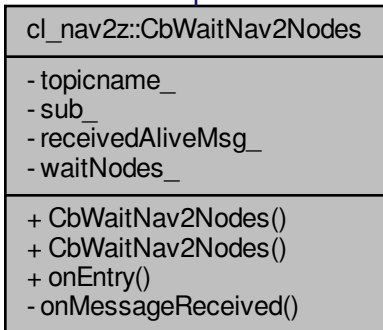 cl_nav2z::CbWaitNav2Nodes
- topicname_
- sub_
- receivedAliveMsg_
- waitNodes_
+ CbWaitNav2Nodes()
+ CbWaitNav2Nodes()
+ onEntry()
- onMessageReceived()